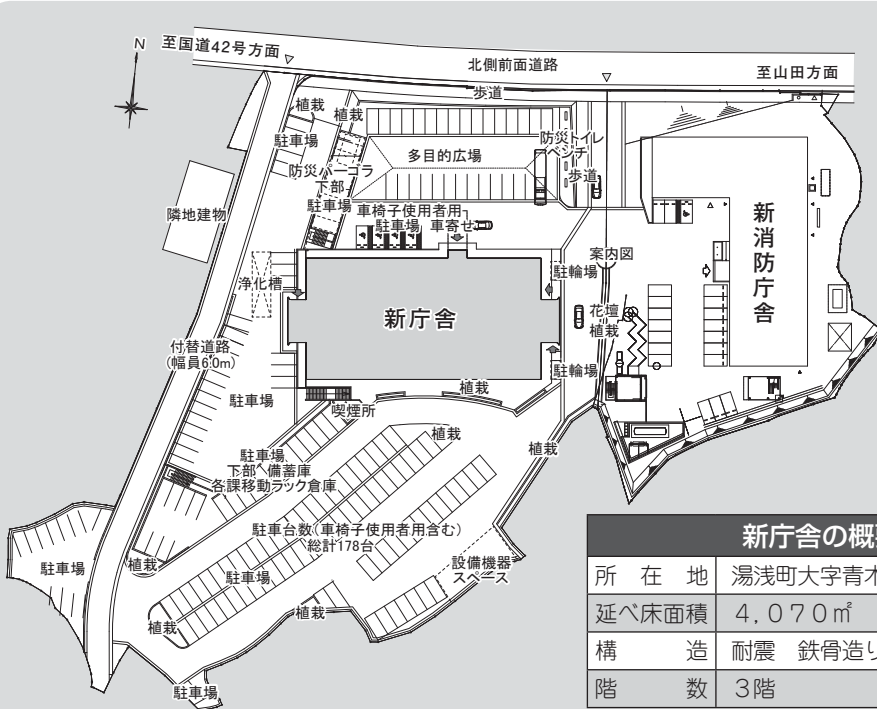 N
至国道42号方面
北側前面道路
至山田方面
歩道
植栽
植栽
駐車場
防災トイレ
ベンチ
歩道
多目的広場
防災パーゴラ
下部
駐車場
車椅子使用者用
駐車場
車寄せ
隣地建物
新消防庁舎
案内図
浄化槽
駐輪場
新庁舎
花壇
植栽
付替道路
(幅員6.0m)
駐輪場
植栽
駐車場
喫煙所
植栽
植栽
駐車場
下部 備蓄庫
各課移動ラック倉庫
駐車台数(車椅子使用者用含む)
総計178台
設備機器
スペース
駐車場
植栽
駐車場
植栽
植栽
駐車場
新庁舎の概
所在地 湯浅町大字青木
延べ床面積 4,070㎡
構造 耐震 鉄骨造り
階数 3階